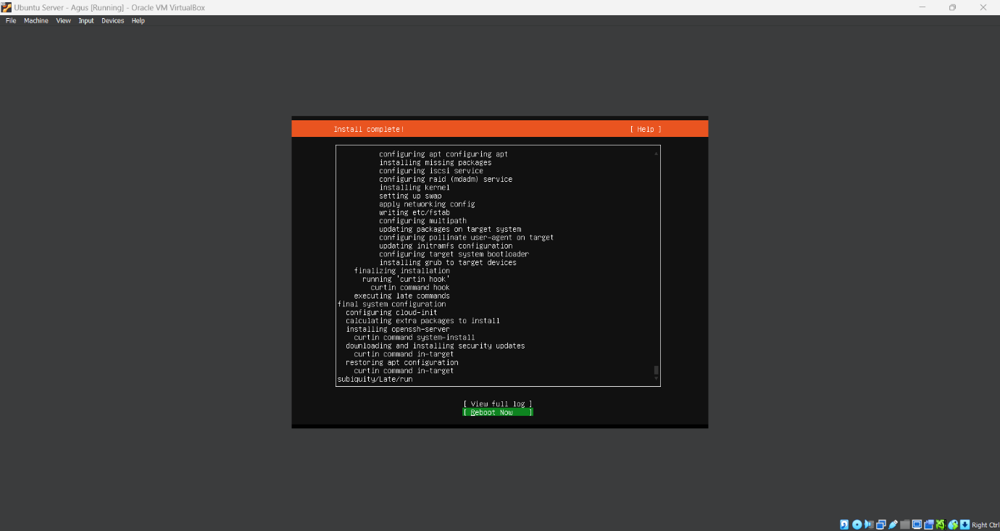 Ubuntu Server - Agus [Running] - Oracle VM VirtualBox
File Machine View Input Devices Help
Install complete! [ Help ]
configuring apt configuring apt
installing missing packages
configuring iscsi service
configuring raid (mdadm) service
installing kernel
setting up swap
apply networking config
writing etc/fstab
configuring multipath
updating packages on target system
configuring pollinate user-agent on target
updating initramfs configuration
configuring target system bootloader
installing grub to target devices
finalizing installation
running 'curtin hook'
curtin command hook
executing late commands
final system configuration
configuring cloud-init
calculating extra packages to install
installing openssh-server
curtin command system-install
downloading and installing security updates
curtin command in-target
restoring apt configuration
curtin command in-target
subiquity/Late/run
[ View full log ]
[ Reboot Now ]
Right Ctrl